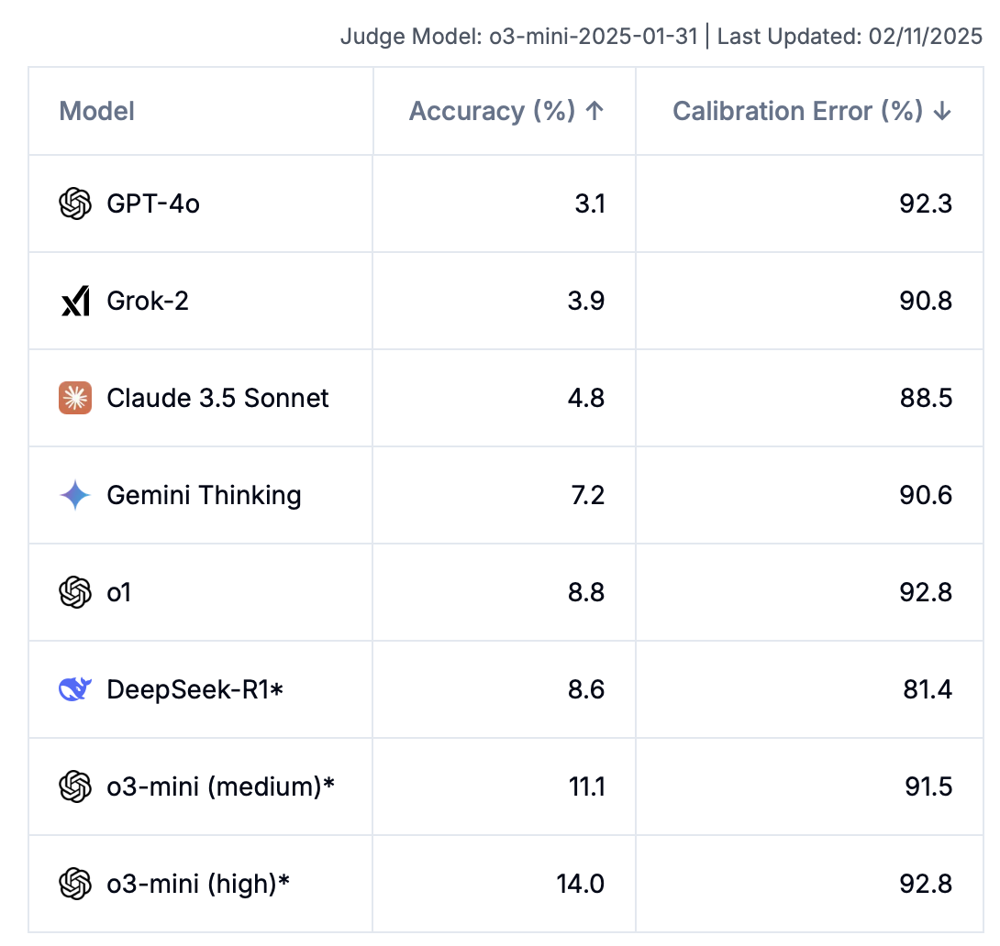 Judge Model: o3-mini-2025-01-31 | Last Updated: 02/11/2025
Model Accuracy (%) ↑ Calibration Error (%) ↓
GPT-4o 3.1 92.3
Grok-2 3.9 90.8
Claude 3.5 Sonnet 4.8 88.5
Gemini Thinking 7.2 90.6
o1 8.8 92.8
DeepSeek-R1* 8.6 81.4
o3-mini (medium)* 11.1 91.5
o3-mini (high)* 14.0 92.8